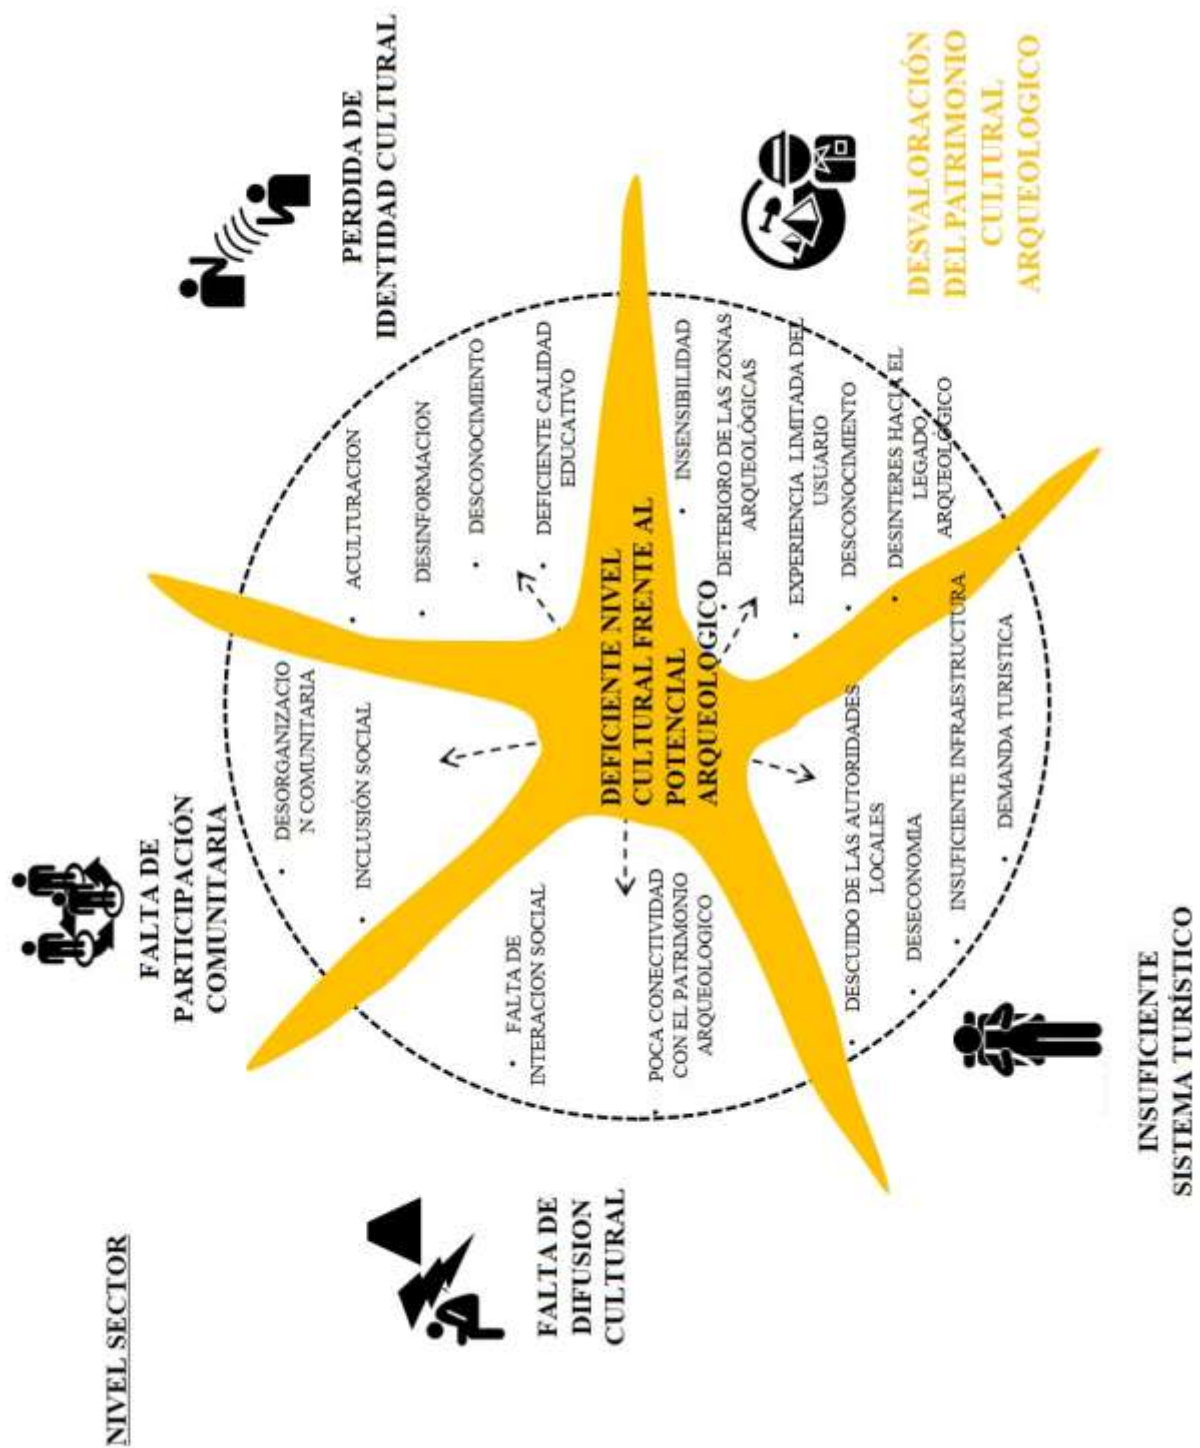 NIVEL SECTOR
FALTA DE
PARTICIPACIÓN
COMUNITARIA
• DESORGANIZACIO
N COMUNITARIA
• INCLUSIÓN SOCIAL
PERDIDA DE
IDENTIDAD CULTURAL
• ACULTURACION
• DESINFORMACION
• DESCONOCIMIENTO
• DEFICIENTE CALIDAD
EDUCATIVO
FALTA DE
DIFUSION
CULTURAL
• FALTA DE
INTERACION SOCIAL
• POCA CONECTIVIDAD
CON EL PATRIMONIO
ARQUEOLOGICO
DEFICIENTE NIVEL
CULTURAL FRENTE AL
POTENCIAL
ARQUEOLOGICO
• INSENSIBILIDAD
• DETERIORO DE LAS ZONAS
ARQUEOLÓGICAS
• EXPERIENCIA LIMITADA DEL
USUARIO
• DESCONOCIMIENTO
• DESINTERES HACIA EL
LEGADO
ARQUEOLÓGICO
DESVALORACIÓN
DEL PATRIMONIO
CULTURAL
ARQUEOLOGICO
• DESCUIDO DE LAS AUTORIDADES
LOCALES
• DESECONOMIA
• INSUFICIENTE INFRAESTRUCTURA
• DEMANDA TURISTICA
INSUFICIENTE
SISTEMA TURÍSTICO